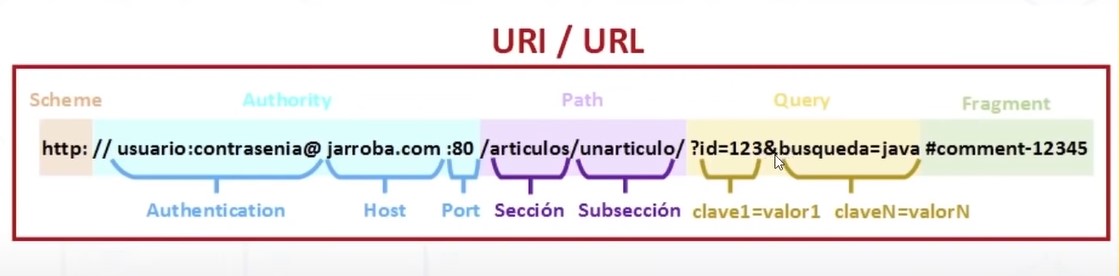 URI / URL
Scheme Authority Path Query Fragment
http: // usuario:contrasenia@ jarroba.com :80 /articulos/unarticulo/ ?id=123&busqueda=java #comment-12345
Authentication Host Port Sección Subsección clave1=valor1 claveN=valorN